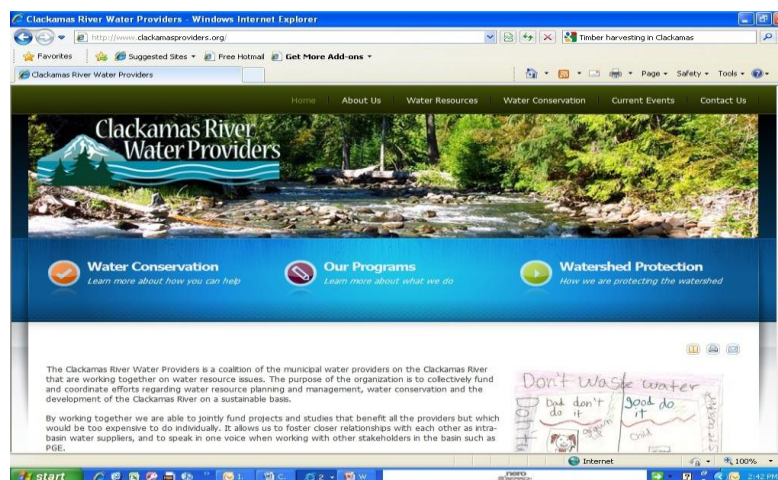 Clackamas River Water Providers - Windows Internet Explorer
http://www.clackamasproviders.org/
Timber harvesting in Clackamas
Favorites Suggested Sites Free Hotmail Get More Add-ons
Clackamas River Water Providers
Page Safety Tools
Home About Us Water Resources Water Conservation Current Events Contact Us
Clackamas River
Water Providers
Water Conservation
Learn more about how you can help
Our Programs
Learn more about what we do
Watershed Protection
How we are protecting the watershed
The Clackamas River Water Providers is a coalition of the municipal water providers on the Clackamas River
that are working together on water resource issues. The purpose of the organization is to collectively fund
and coordinate efforts regarding water resource planning and management, water conservation and the
development of the Clackamas River on a sustainable basis.
By working together we are able to jointly fund projects and studies that benefit all the providers but which
would be too expensive to do individually. It allows us to foster closer relationships with each other as intra-
basin water suppliers, and to speak in one voice when working with other stakeholders in the basin such as
PGE.
Don't waste water
Dad don't
do it
good do
it
Child
Internet
100%
start
nero
2:42 PM